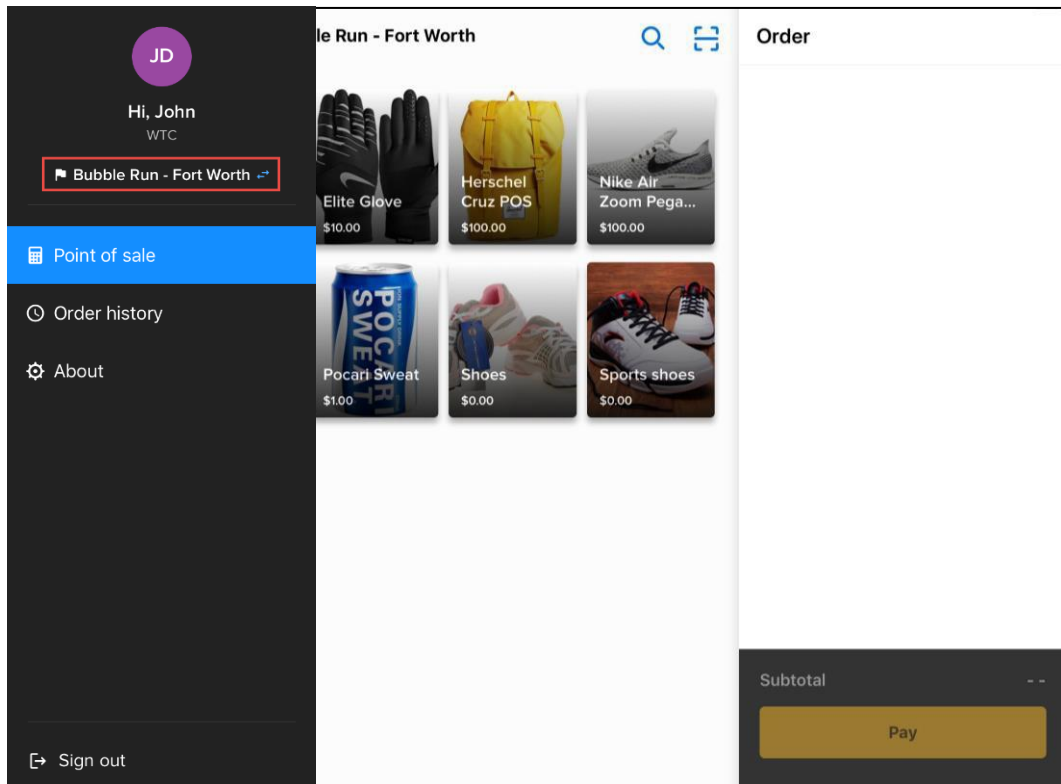 JD
Hi, John
WTC
Bubble Run - Fort Worth
Point of sale
Order history
About
Sign out
le Run - Fort Worth
Elite Glove
$10.00
Herschel
Cruz POS
$100.00
Nike Air
Zoom Pega...
$100.00
POCARI
SWEAT
Pocari Sweat
$1.00
Shoes
$0.00
Sports shoes
$0.00
Order
Subtotal
- -
Pay